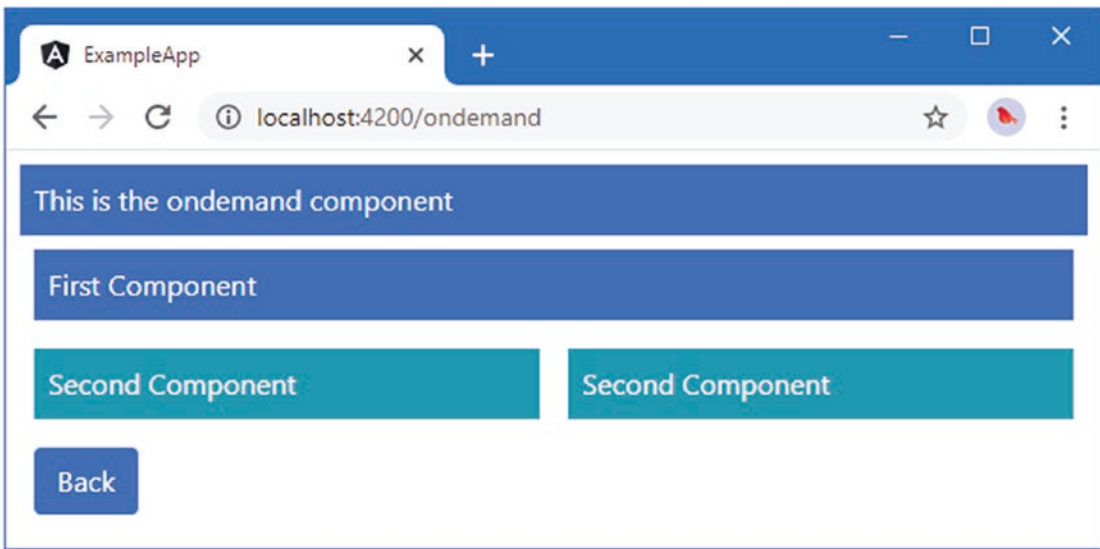 ExampleApp
localhost:4200/ondemand
This is the ondemand component
First Component
Second Component Second Component
Back